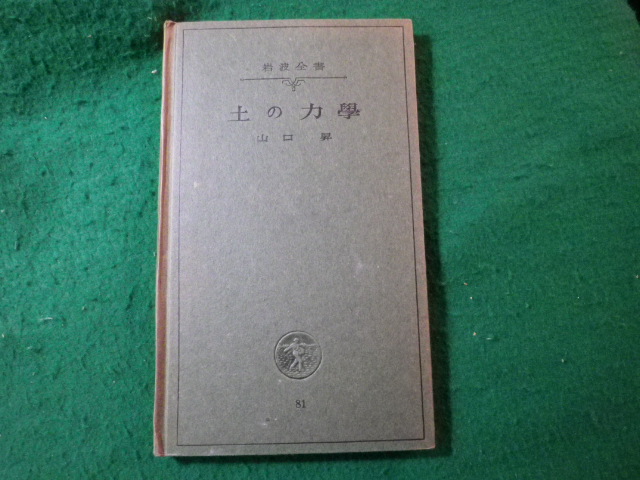 岩波全書
土の力學
山口 昇
81